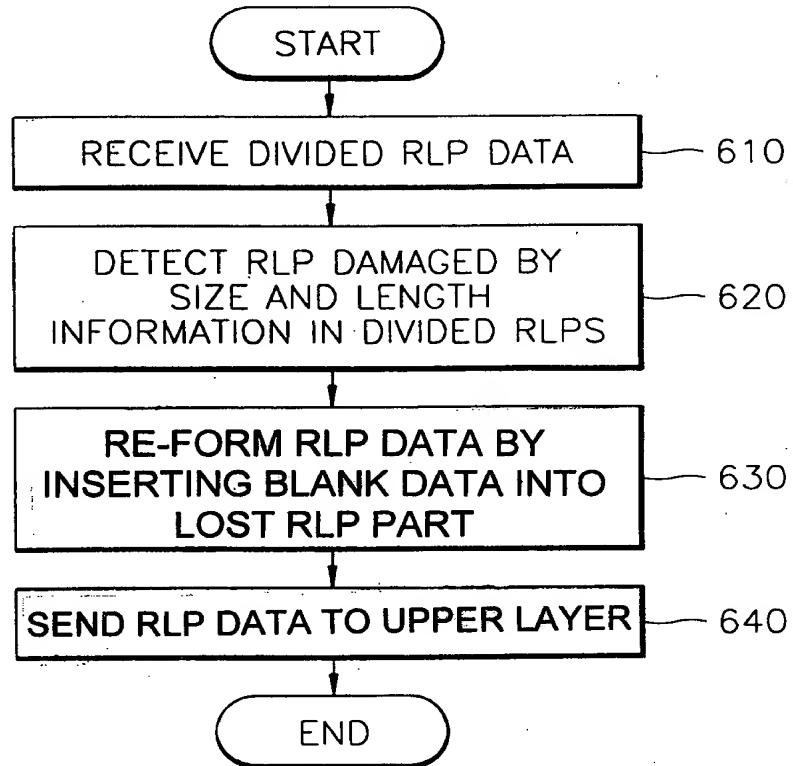 START
RECEIVE DIVIDED RLP DATA
610
DETECT RLP DAMAGED BY
SIZE AND LENGTH
INFORMATION IN DIVIDED RLPS
620
RE-FORM RLP DATA BY
INSERTING BLANK DATA INTO
LOST RLP PART
630
SEND RLP DATA TO UPPER LAYER
640
END